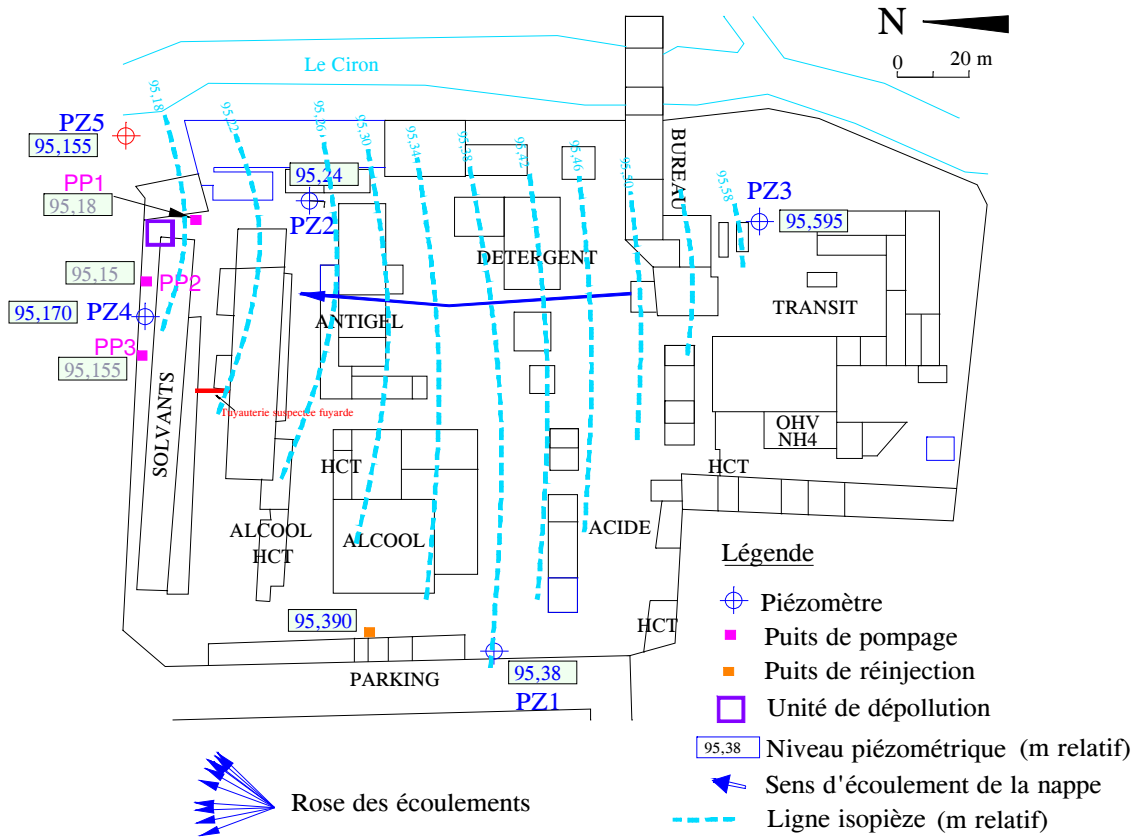 N
0 20 m
Le Ciron
95,18
95,22
95,26
95,30
95,34
95,28
95,42
95,46
95,50
95,58
PZ5
95,155
PP1
95,18
95,24
PZ2
BUREAU
PZ3
95,595
DETERGENT
TRANSIT
95,15
PP2
95,170
PZ4
ANTIGEL
PP3
95,155
Tuyauterie suspectée fuyarde
SOLVANTS
OHV
NH4
HCT
HCT
ALCOOL
HCT
ALCOOL
ACIDE
95,390
HCT
PARKING
95,38
PZ1
Légende
Piézomètre
Puits de pompage
Puits de réinjection
Unité de dépollution
95,38 Niveau piézométrique (m relatif)
Sens d'écoulement de la nappe
Ligne isopièze (m relatif)
Rose des écoulements